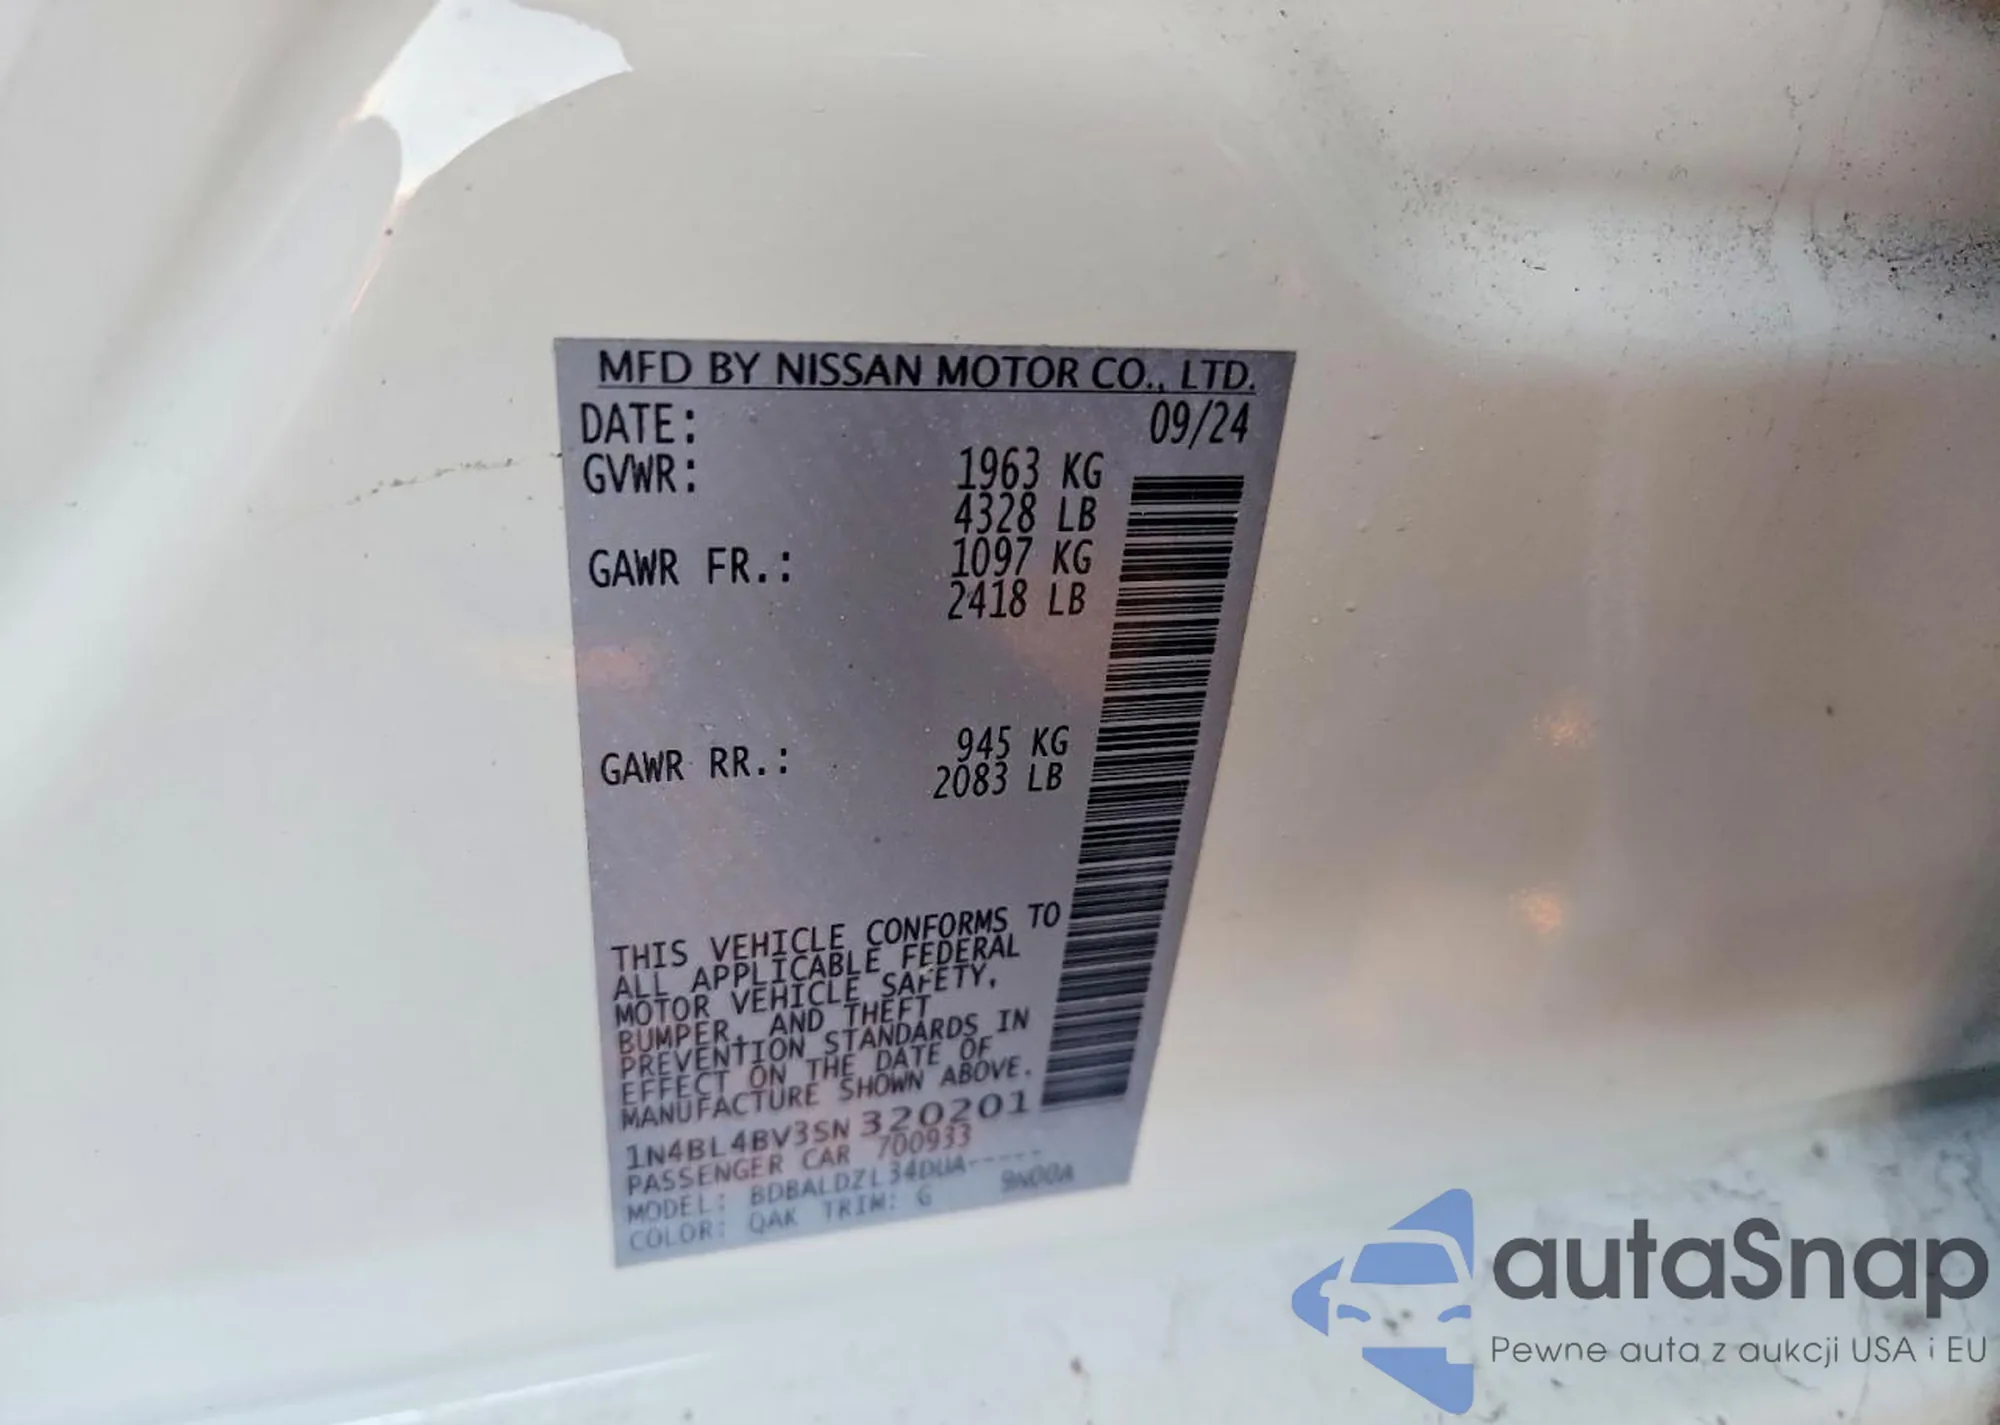 MFD BY NISSAN MOTOR CO., LTD.
DATE: 09/24
GVWR: 1963 KG
4328 LB
GAWR FR.: 1097 KG
2418 LB
GAWR RR.: 945 KG
2083 LB
THIS VEHICLE CONFORMS TO
ALL APPLICABLE FEDERAL
MOTOR VEHICLE SAFETY,
BUMPER, AND THEFT
PREVENTION STANDARDS IN
EFFECT ON THE DATE OF
MANUFACTURE SHOWN ABOVE.
1N4BL4BV3SN320201
PASSENGER CAR 700933
MODEL: BDBALDZL34DUA-----
COLOR: QAK TRIM: G 9N00A
autaSnap
Pewne auta z aukcji USA i EU